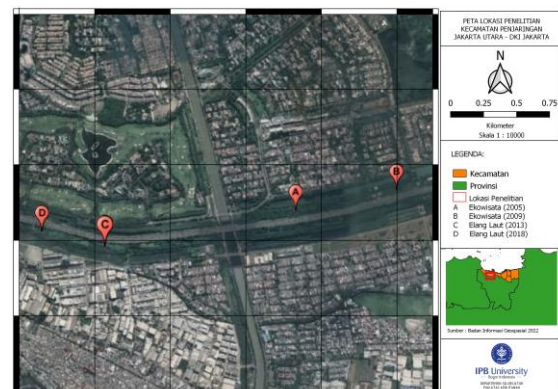 PETA LOKASI PENELITIAN
KECAMATAN PENJARINGAN
JAKARTA UTARA - DKI JAKARTA
N
0 0.25 0.5 0.75
Kilometer
Skala 1 : 10000
LEGENDA:
Kecamatan
Provinsi
Lokasi Penelitian
A Ekowisata (2005)
B Ekowisata (2009)
C Elang Laut (2013)
D Elang Laut (2018)
Sumber : Badan Informasi Geospasial 2022
IPB University
Bogor Indonesia
A
B
C
D